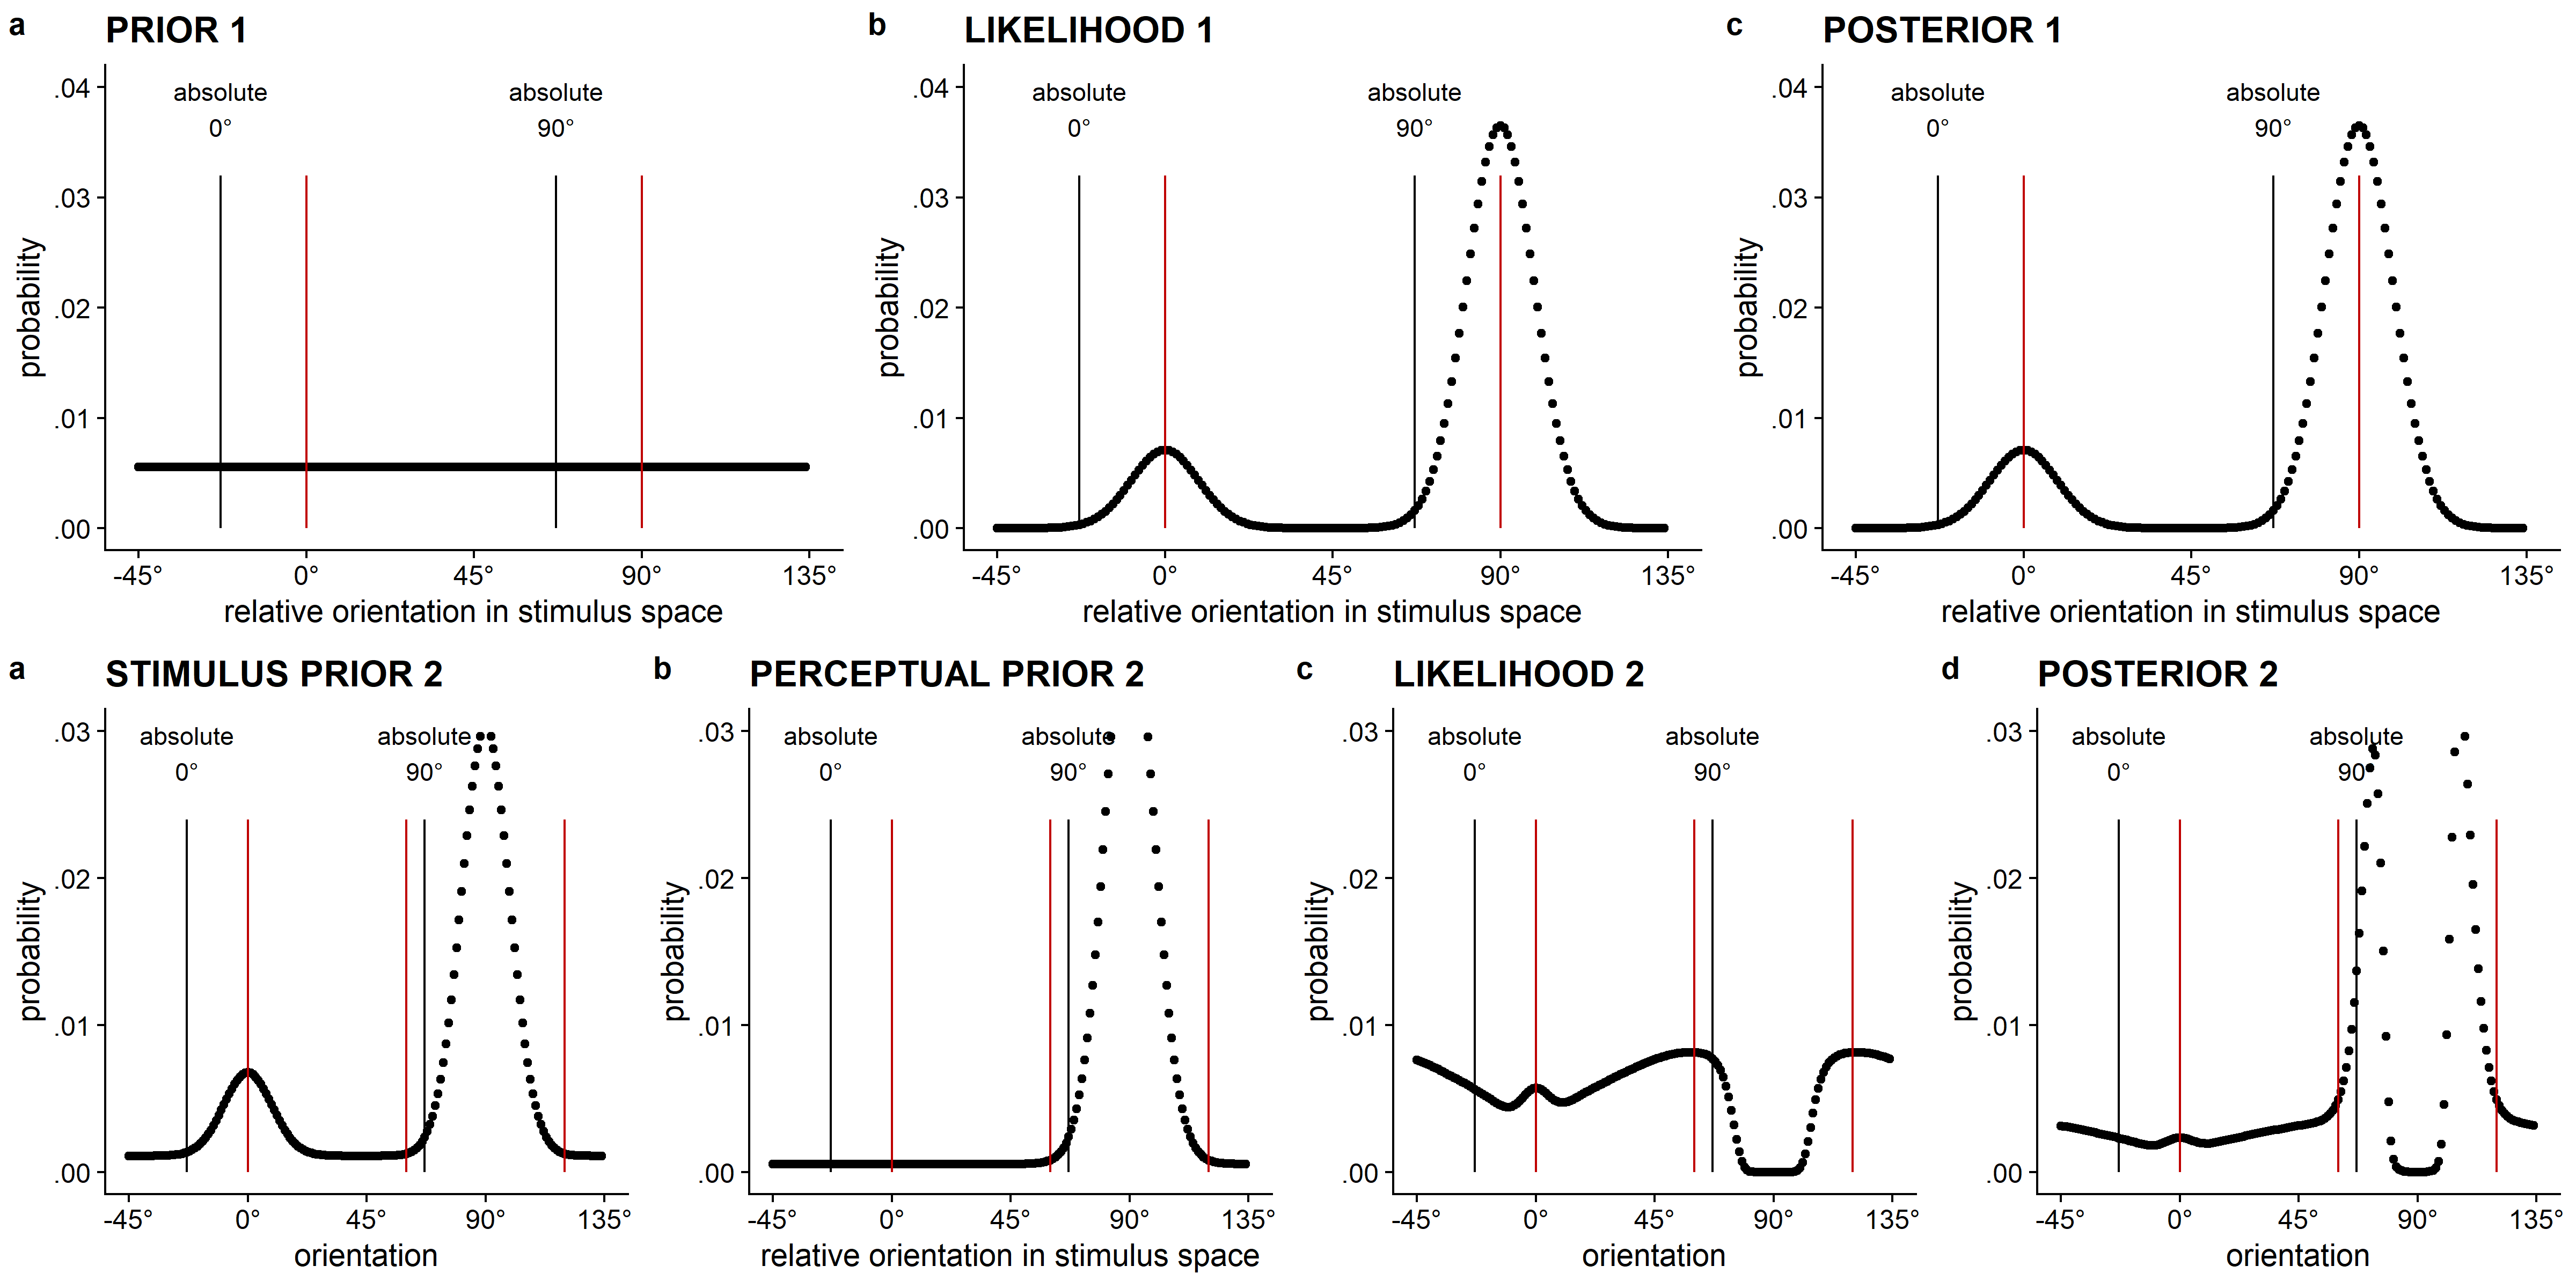 a PRIOR 1
absolute
0°
absolute
90°
.04
.03
.02
.01
.00
probability
-45° 0° 45° 90° 135°
relative orientation in stimulus space
b LIKELIHOOD 1
absolute
0°
absolute
90°
.04
.03
.02
.01
.00
probability
-45° 0° 45° 90° 135°
relative orientation in stimulus space
c POSTERIOR 1
absolute
0°
absolute
90°
.04
.03
.02
.01
.00
probability
-45° 0° 45° 90° 135°
relative orientation in stimulus space
a STIMULUS PRIOR 2
absolute
0°
absolute
90°
.03
.02
.01
.00
probability
-45° 0° 45° 90° 135°
orientation
b PERCEPTUAL PRIOR 2
absolute
0°
absolute
90°
.03
.02
.01
.00
probability
-45° 0° 45° 90° 135°
relative orientation in stimulus space
c LIKELIHOOD 2
absolute
0°
absolute
90°
.03
.02
.01
.00
probability
-45° 0° 45° 90° 135°
orientation
d POSTERIOR 2
absolute
0°
absolute
90°
.03
.02
.01
.00
probability
-45° 0° 45° 90° 135°
orientation